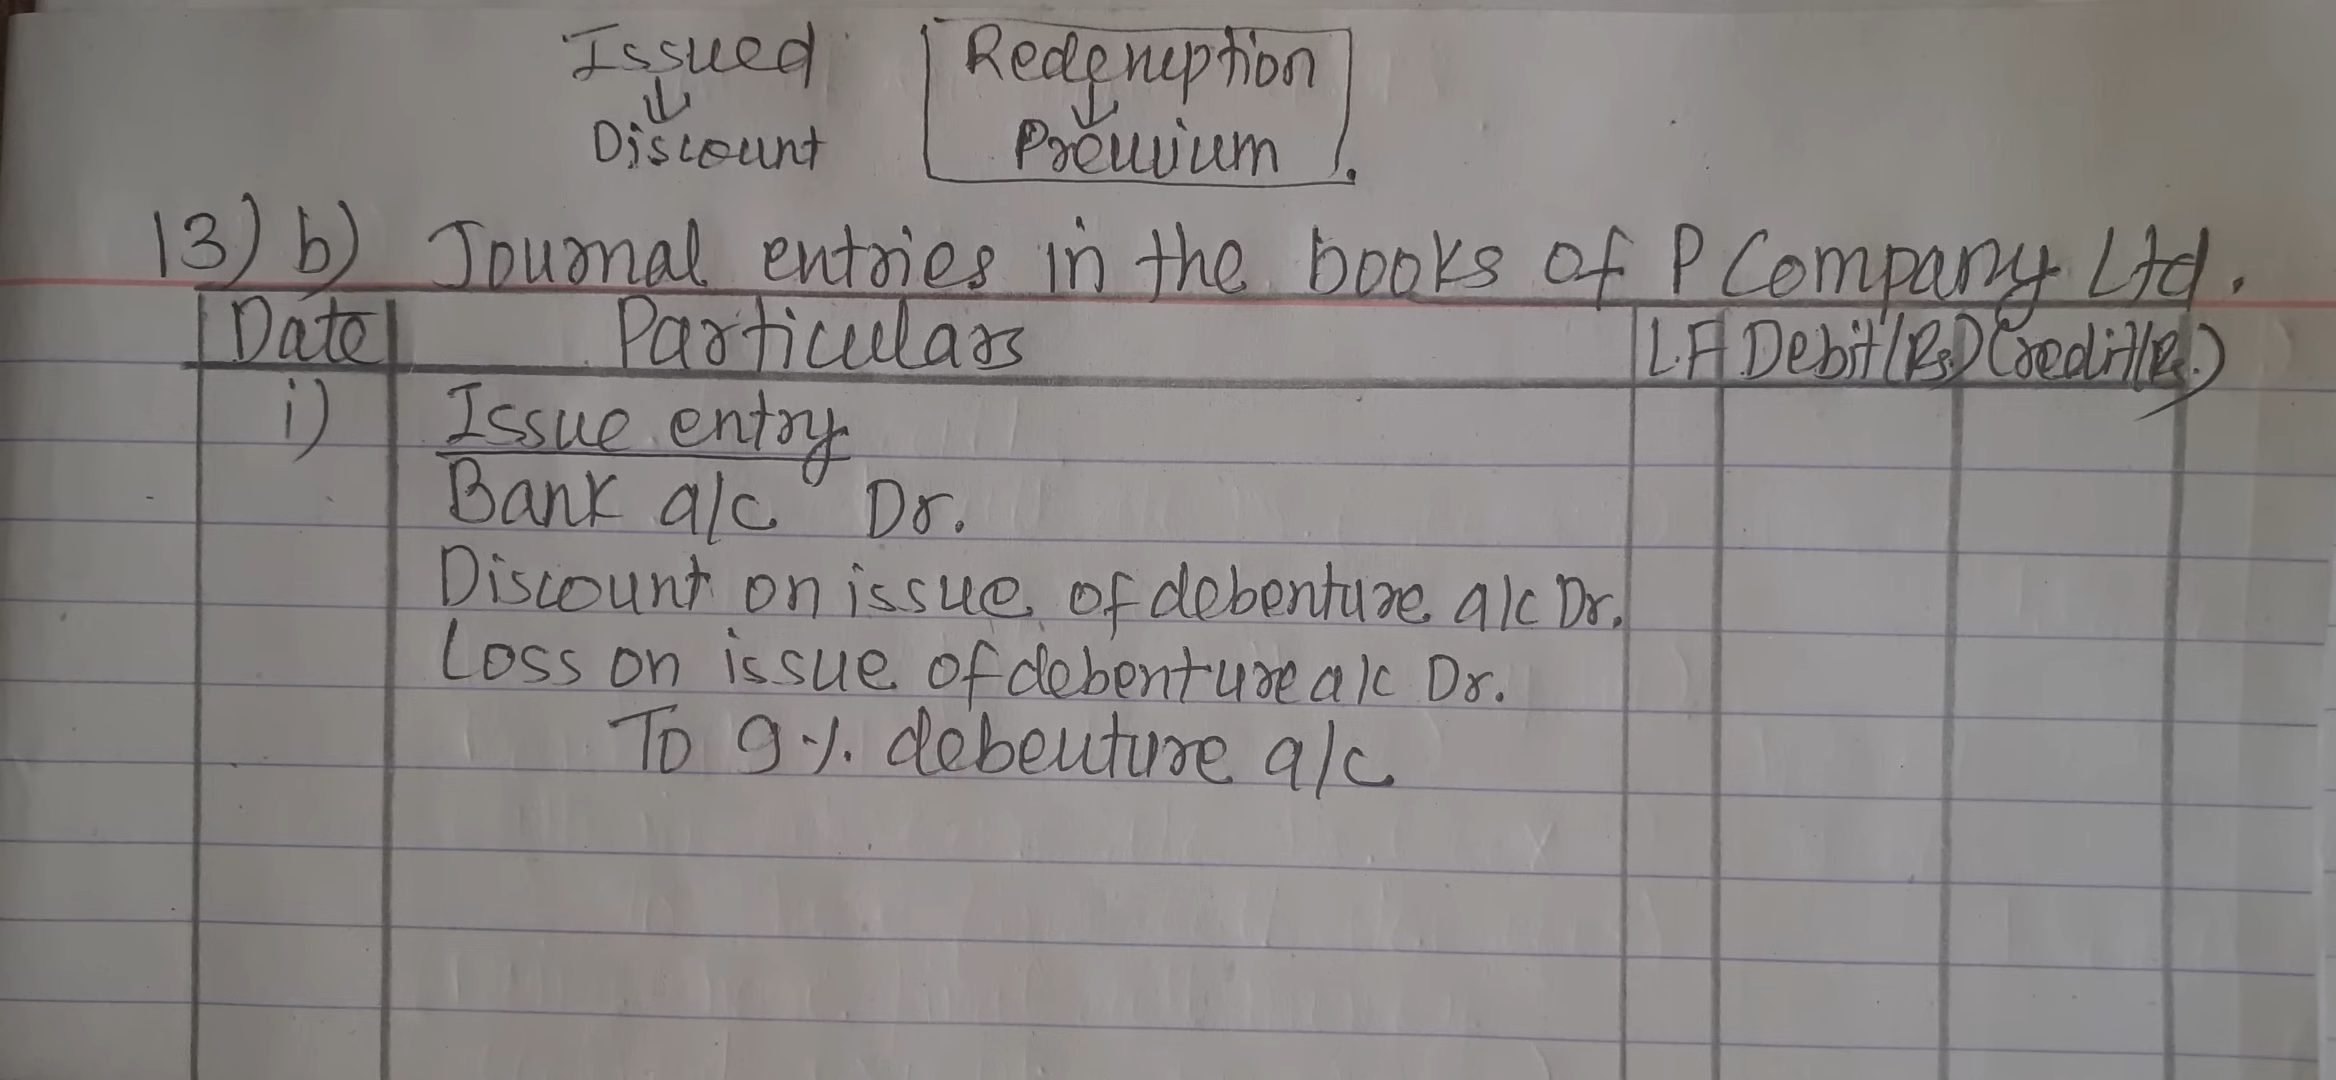 Issued Redemption
↓ ↓
Discount Premium
13) b) Journal entries in the books of P Company Ltd.
Date Particulars L.F Debit(Rs.) Credit(Rs.)
i) Issue entry
Bank a/c Dr.
Discount on issue of debenture a/c Dr.
Loss on issue of debenture a/c Dr.
To 9% debenture a/c